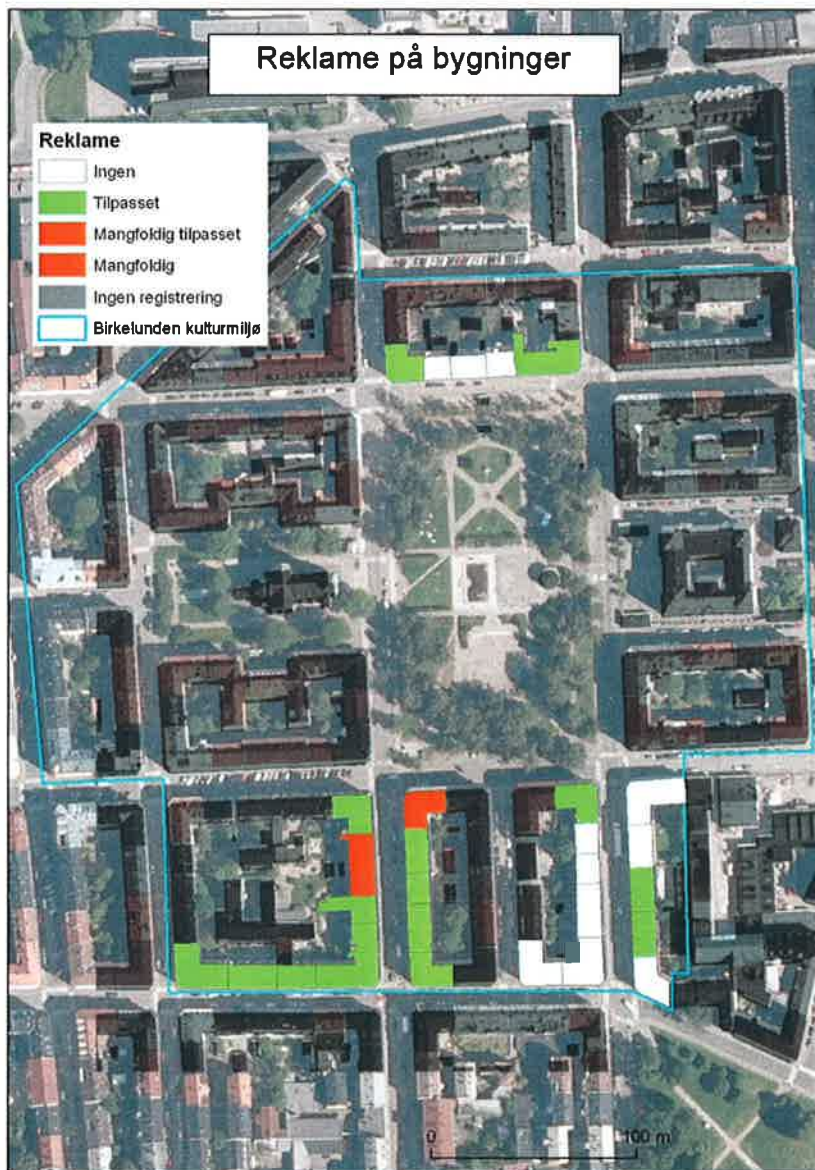 Reklame på bygninger
Reklame
Ingen
Tilpasset
Mangfoldig tilpasset
Mangfoldig
Ingen registrering
Birkelunden kulturmiljø
0 100 m